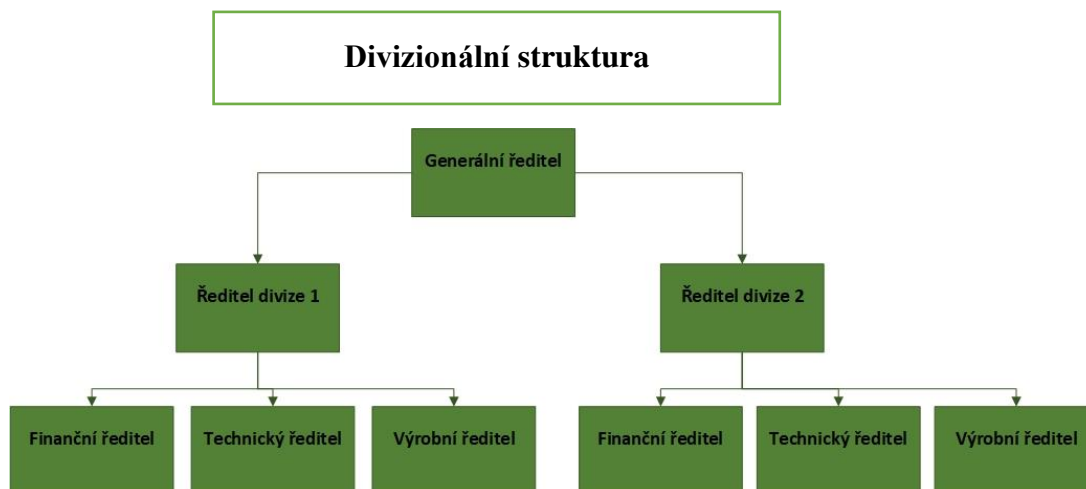 Divizionální struktura
Generální ředitel
Ředitel divize 1
Ředitel divize 2
Finanční ředitel
Technický ředitel
Výrobní ředitel
Finanční ředitel
Technický ředitel
Výrobní ředitel